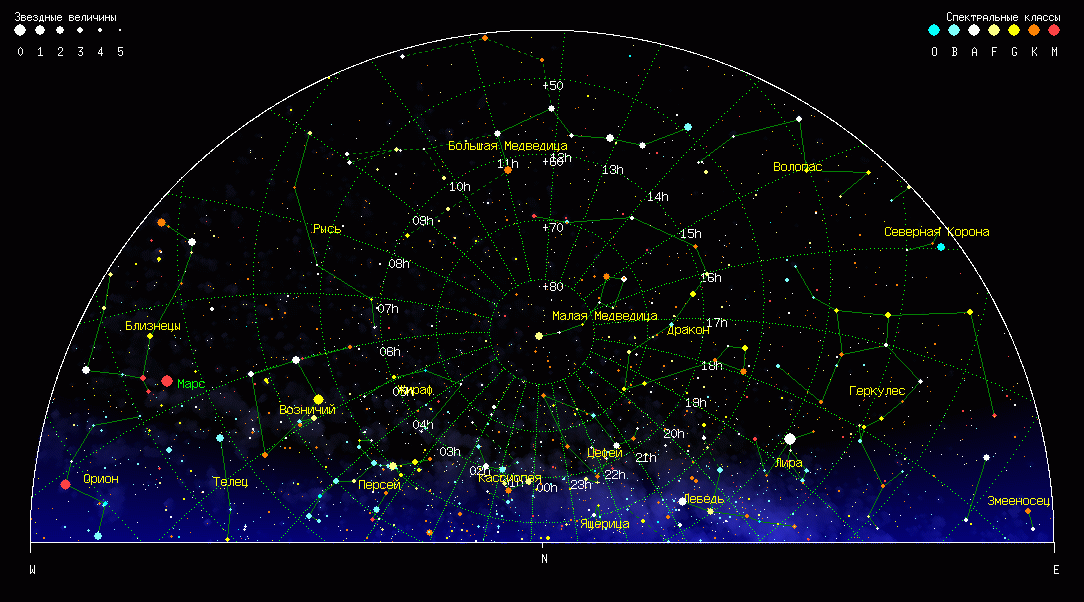 Звездные величины
0 1 2 3 4 5
Спектральные классы
O B A F G K M
+50
Большая Медведица
12h
+60
11h
13h
Волопас
10h
14h
09h
+70
Рысь
15h
Северная Корона
08h
16h
+80
07h
Малая Медведица
17h
Близнецы
Дракон
06h
18h
Марс
Жираф
05h
Геркулес
19h
Возничий
04h
20h
03h
Цефей
21h
Лира
02h
22h
Орион
Телец
Персей
Кассиопея
01h
00h
23h
Лебедь
Змееносец
Ящерица
W
N
E